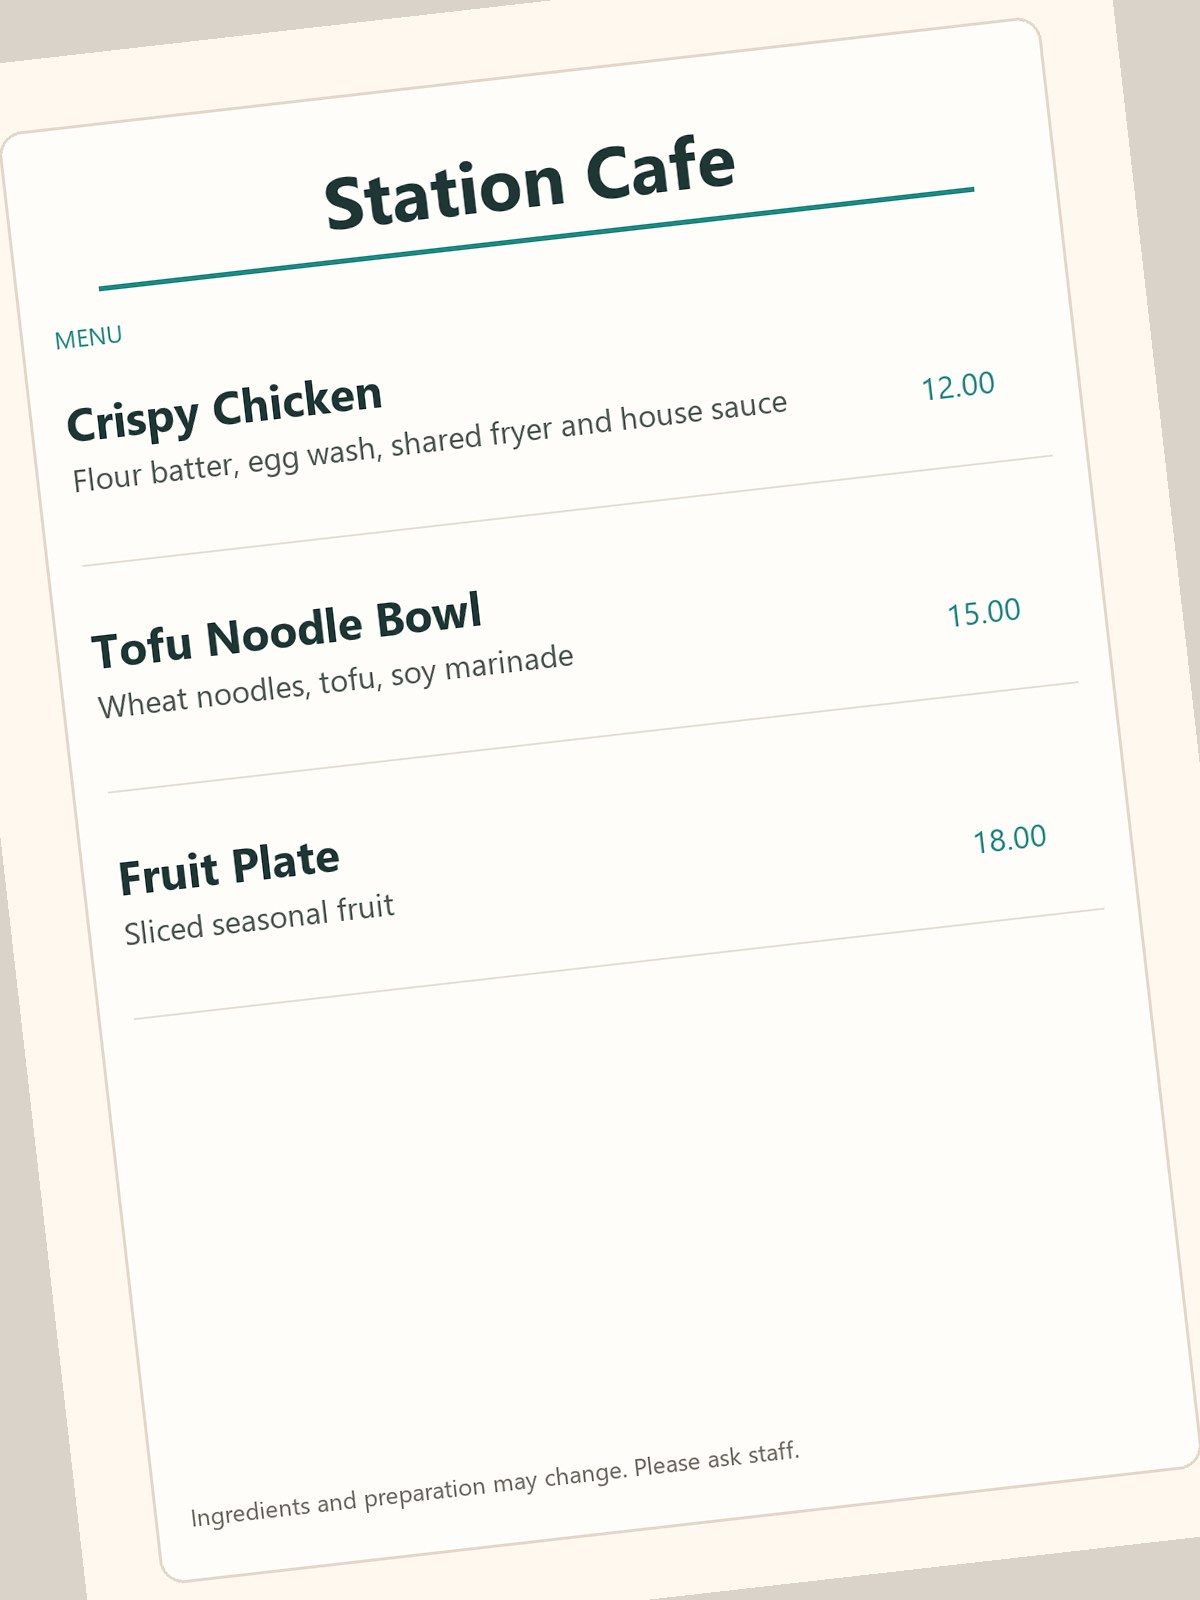 Station Cafe
MENU
Crispy Chicken
12.00
Flour batter, egg wash, shared fryer and house sauce
Tofu Noodle Bowl
15.00
Wheat noodles, tofu, soy marinade
Fruit Plate
18.00
Sliced seasonal fruit
Ingredients and preparation may change. Please ask staff.